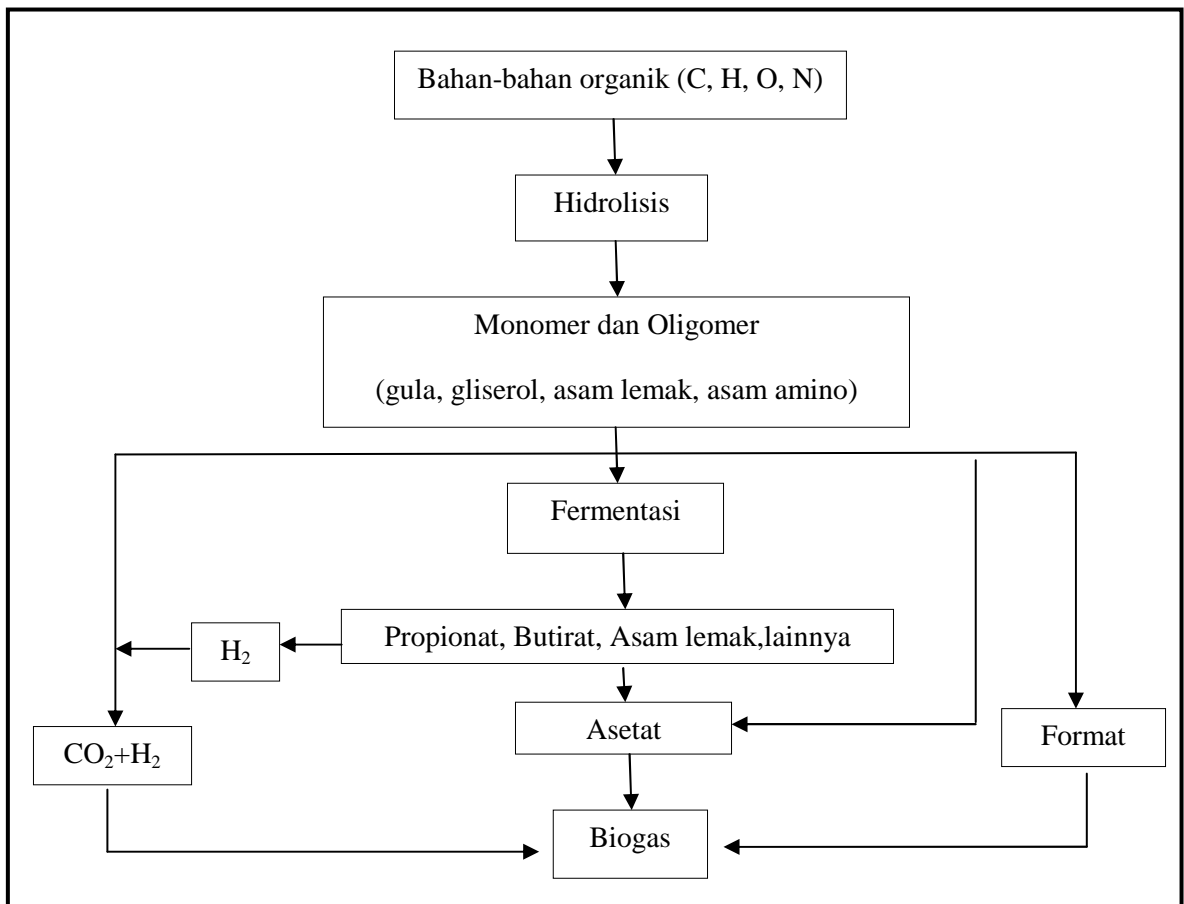 Bahan-bahan organik (C, H, O, N)
Hidrolisis
Monomer dan Oligomer
(gula, gliserol, asam lemak, asam amino)
Fermentasi
Propionat, Butirat, Asam lemak,lainnya
H₂
Asetat
Format
CO₂+H₂
Biogas